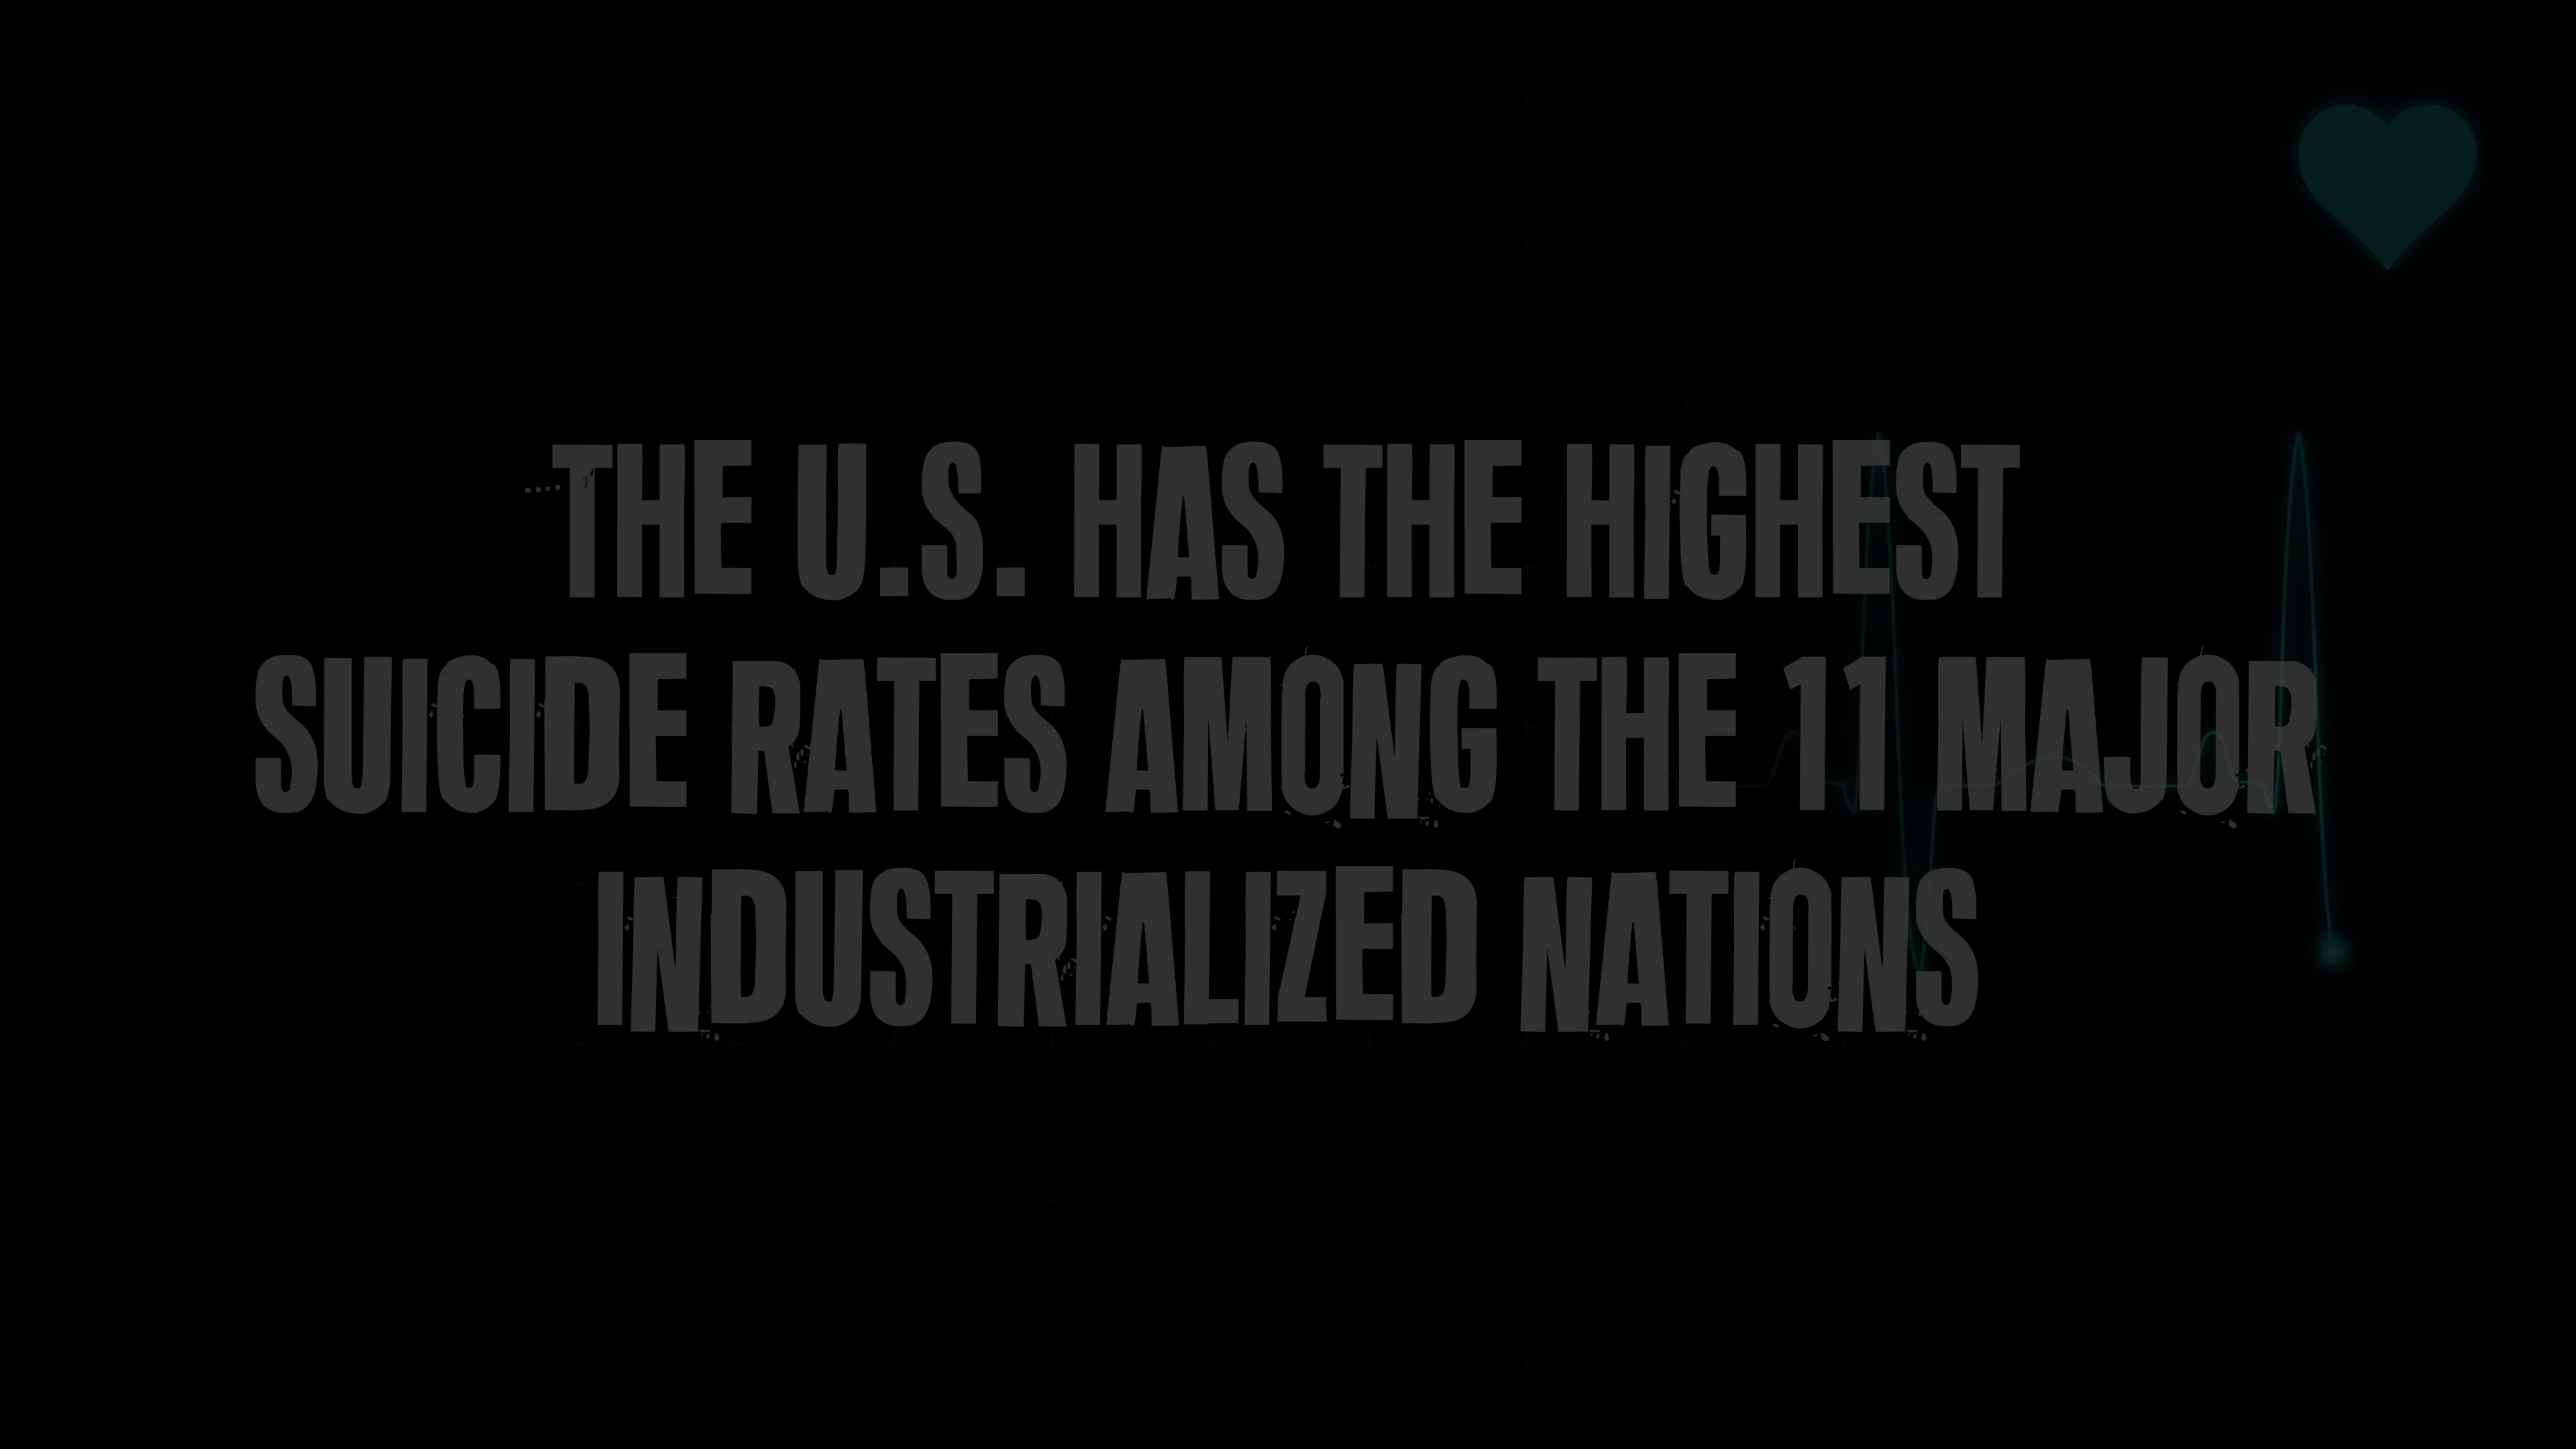 THE U.S. HAS THE HIGHEST
SUICIDE RATES AMONG THE 11 MAJOR
INDUSTRIALIZED NATIONS